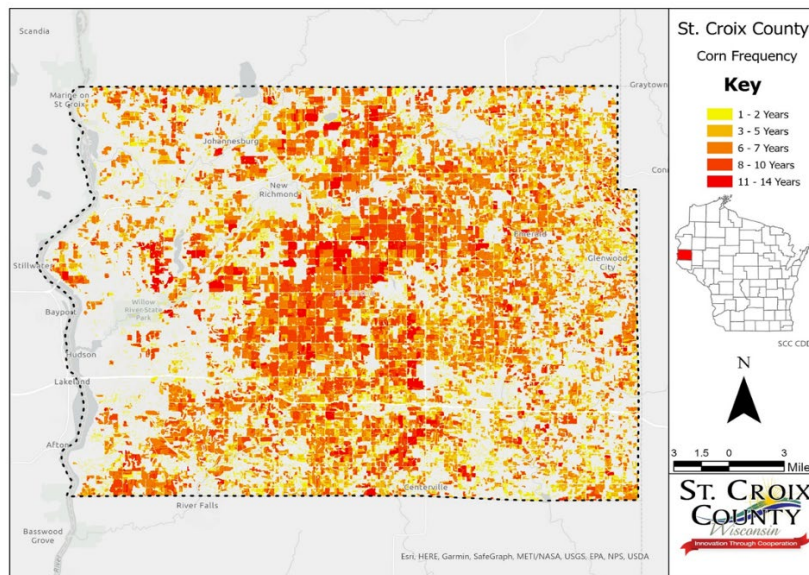 St. Croix County
Corn Frequency
Key
1 - 2 Years
3 - 5 Years
6 - 7 Years
8 - 10 Years
11 - 14 Years
SCC CDD
N
3 1.5 0 3
Mile
ST. CROIX
COUNTY
Wisconsin
Innovation Through Cooperation
Scandia
Marine on
St Croix
Graytown
Johannesburg
Conn
New
Richmond
Emerald
Glenwood
City
Stillwater
Willow
River State
Park
Bayport
Hudson
Lakeland
Afton
Centerville
River Falls
Basswood
Grove
Esri, HERE, Garmin, SafeGraph, METI/NASA, USGS, EPA, NPS, USDA